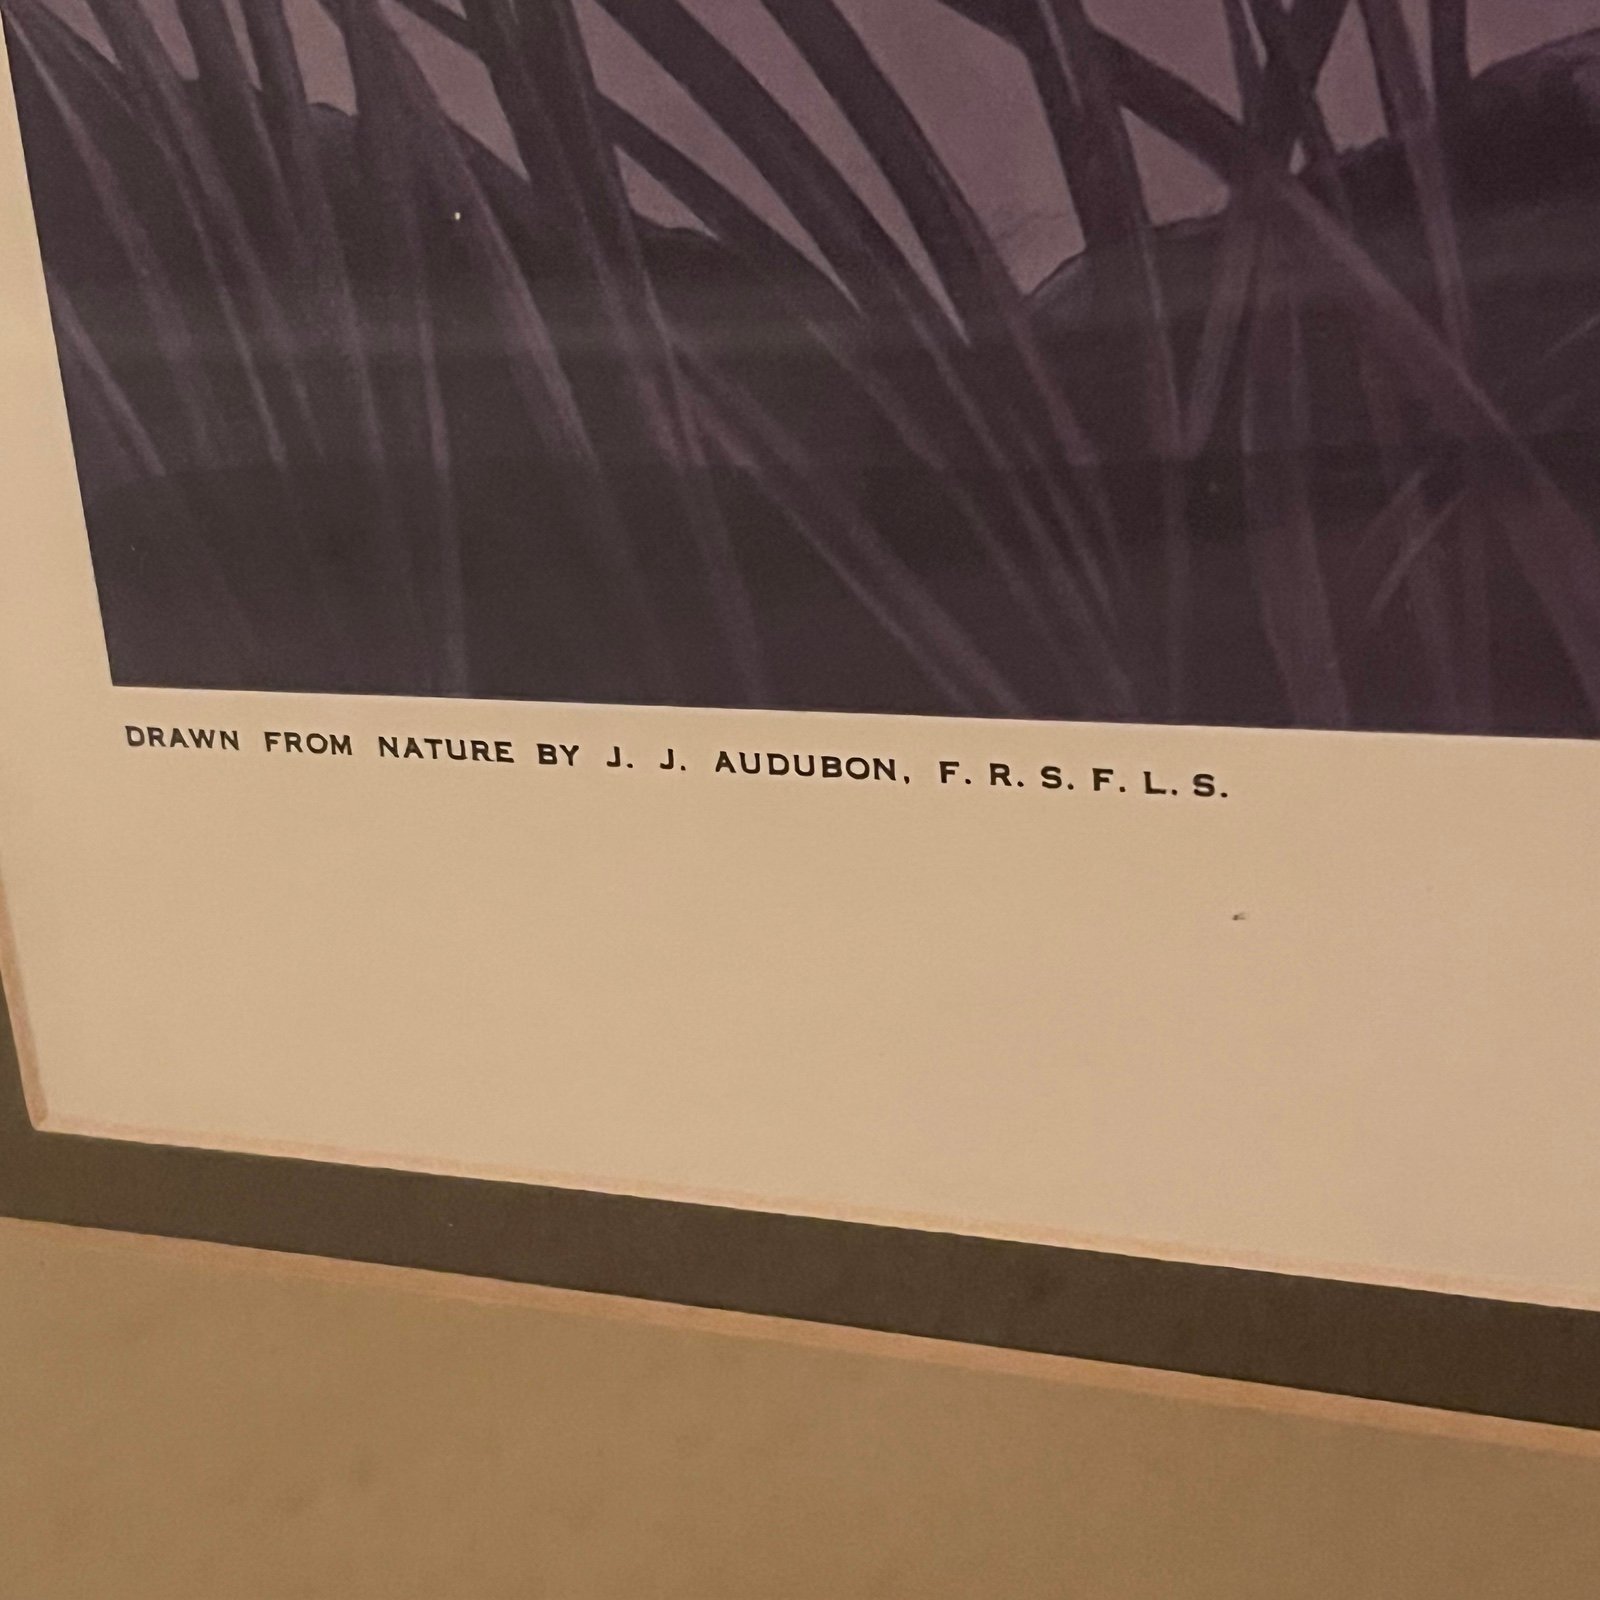 DRAWN FROM NATURE BY J. J. AUDUBON, F. R. S. F. L. S.